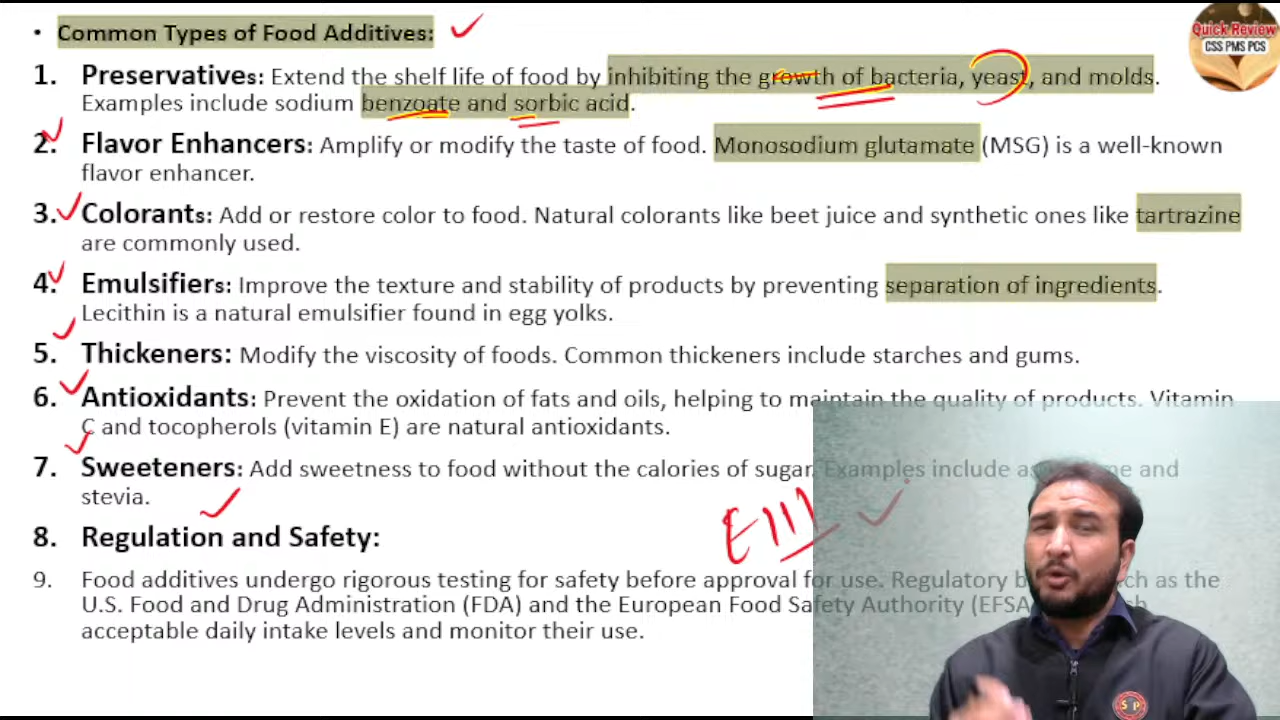 Quick Review
CSS PMS PCS
• Common Types of Food Additives:
1. Preservatives: Extend the shelf life of food by inhibiting the growth of bacteria, yeast, and molds.
Examples include sodium benzoate and sorbic acid.
2. Flavor Enhancers: Amplify or modify the taste of food. Monosodium glutamate (MSG) is a well-known
flavor enhancer.
3. Colorants: Add or restore color to food. Natural colorants like beet juice and synthetic ones like tartrazine
are commonly used.
4. Emulsifiers: Improve the texture and stability of products by preventing separation of ingredients.
Lecithin is a natural emulsifier found in egg yolks.
5. Thickeners: Modify the viscosity of foods. Common thickeners include starches and gums.
6. Antioxidants: Prevent the oxidation of fats and oils, helping to maintain the quality of products. Vitamin
C and tocopherols (vitamin E) are natural antioxidants.
7. Sweeteners: Add sweetness to food without the calories of sugar. Examples include and
stevia.
E111
8. Regulation and Safety:
9. Food additives undergo rigorous testing for safety before approval for use. Regulatory such as the
U.S. Food and Drug Administration (FDA) and the European Food Safety Authority (EFSA
acceptable daily intake levels and monitor their use.